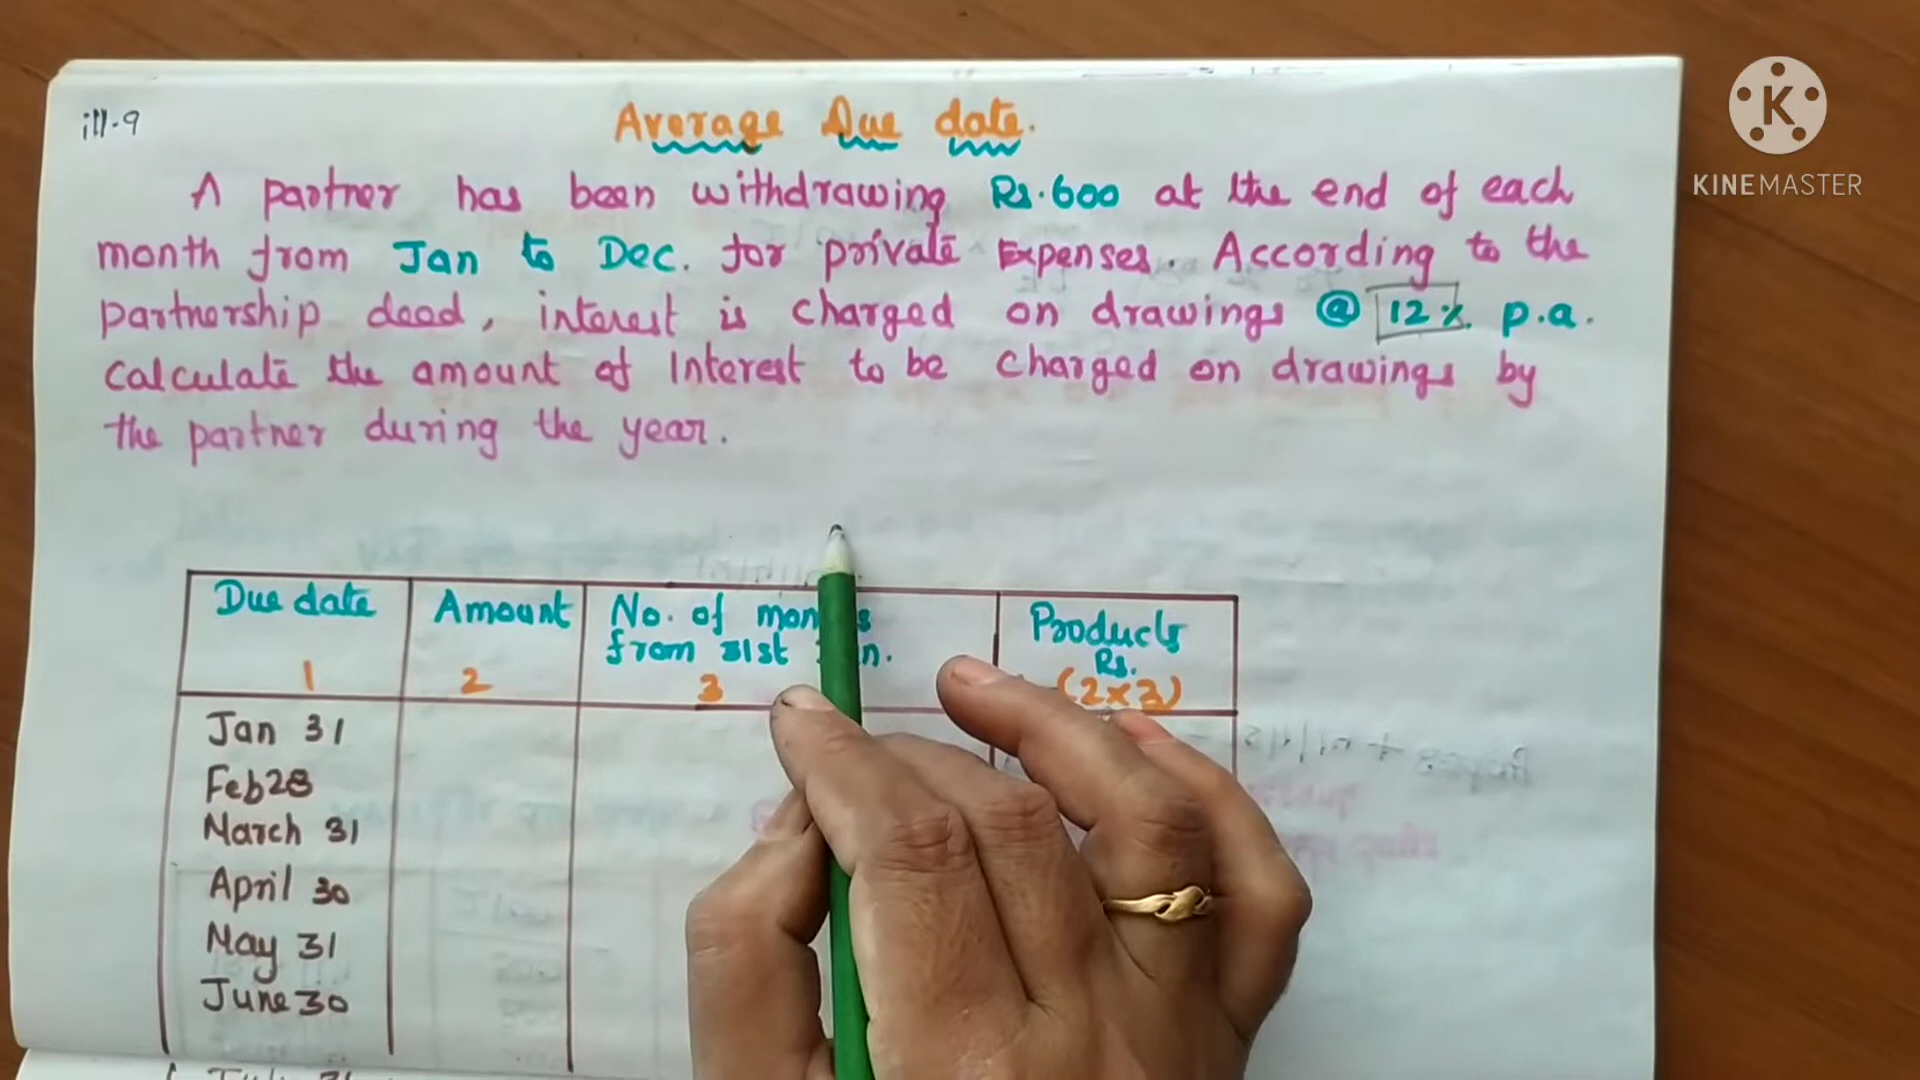 ill.9
Average Due date.
A partner has been withdrawing Rs.600 at the end of each
month from Jan to Dec. for private Expenses. According to the
partnership deed, interest is charged on drawings @ 12% p.a.
Calculate the amount of Interest to be charged on drawings by
the partner during the year.
Due date Amount No. of months Products
from 31st Jan. Rs.
1 2 3 (2×3)
Jan 31
Feb 28
March 31
April 30
May 31
June 30
K
KINEMASTER